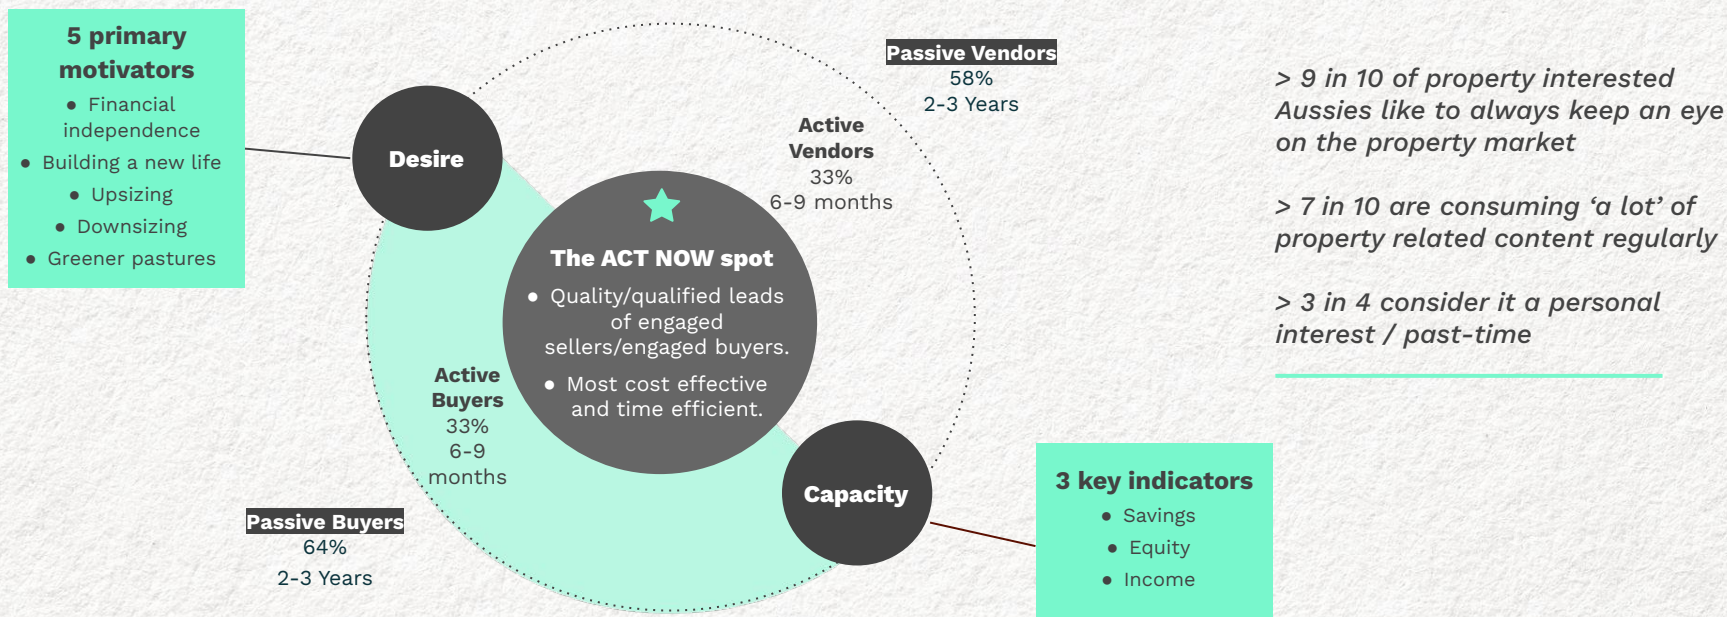 5 primary
motivators
● Financial
independence
● Building a new life
● Upsizing
● Downsizing
● Greener pastures
Desire
Passive Vendors
58%
2-3 Years
Active
Vendors
33%
6-9 months
The ACT NOW spot
● Quality/qualified leads
of engaged
sellers/engaged buyers.
● Most cost effective
and time efficient.
Active
Buyers
33%
6-9
months
Passive Buyers
64%
2-3 Years
Capacity
3 key indicators
● Savings
● Equity
● Income
> 9 in 10 of property interested
Aussies like to always keep an eye
on the property market
> 7 in 10 are consuming ‘a lot’ of
property related content regularly
> 3 in 4 consider it a personal
interest / past-time